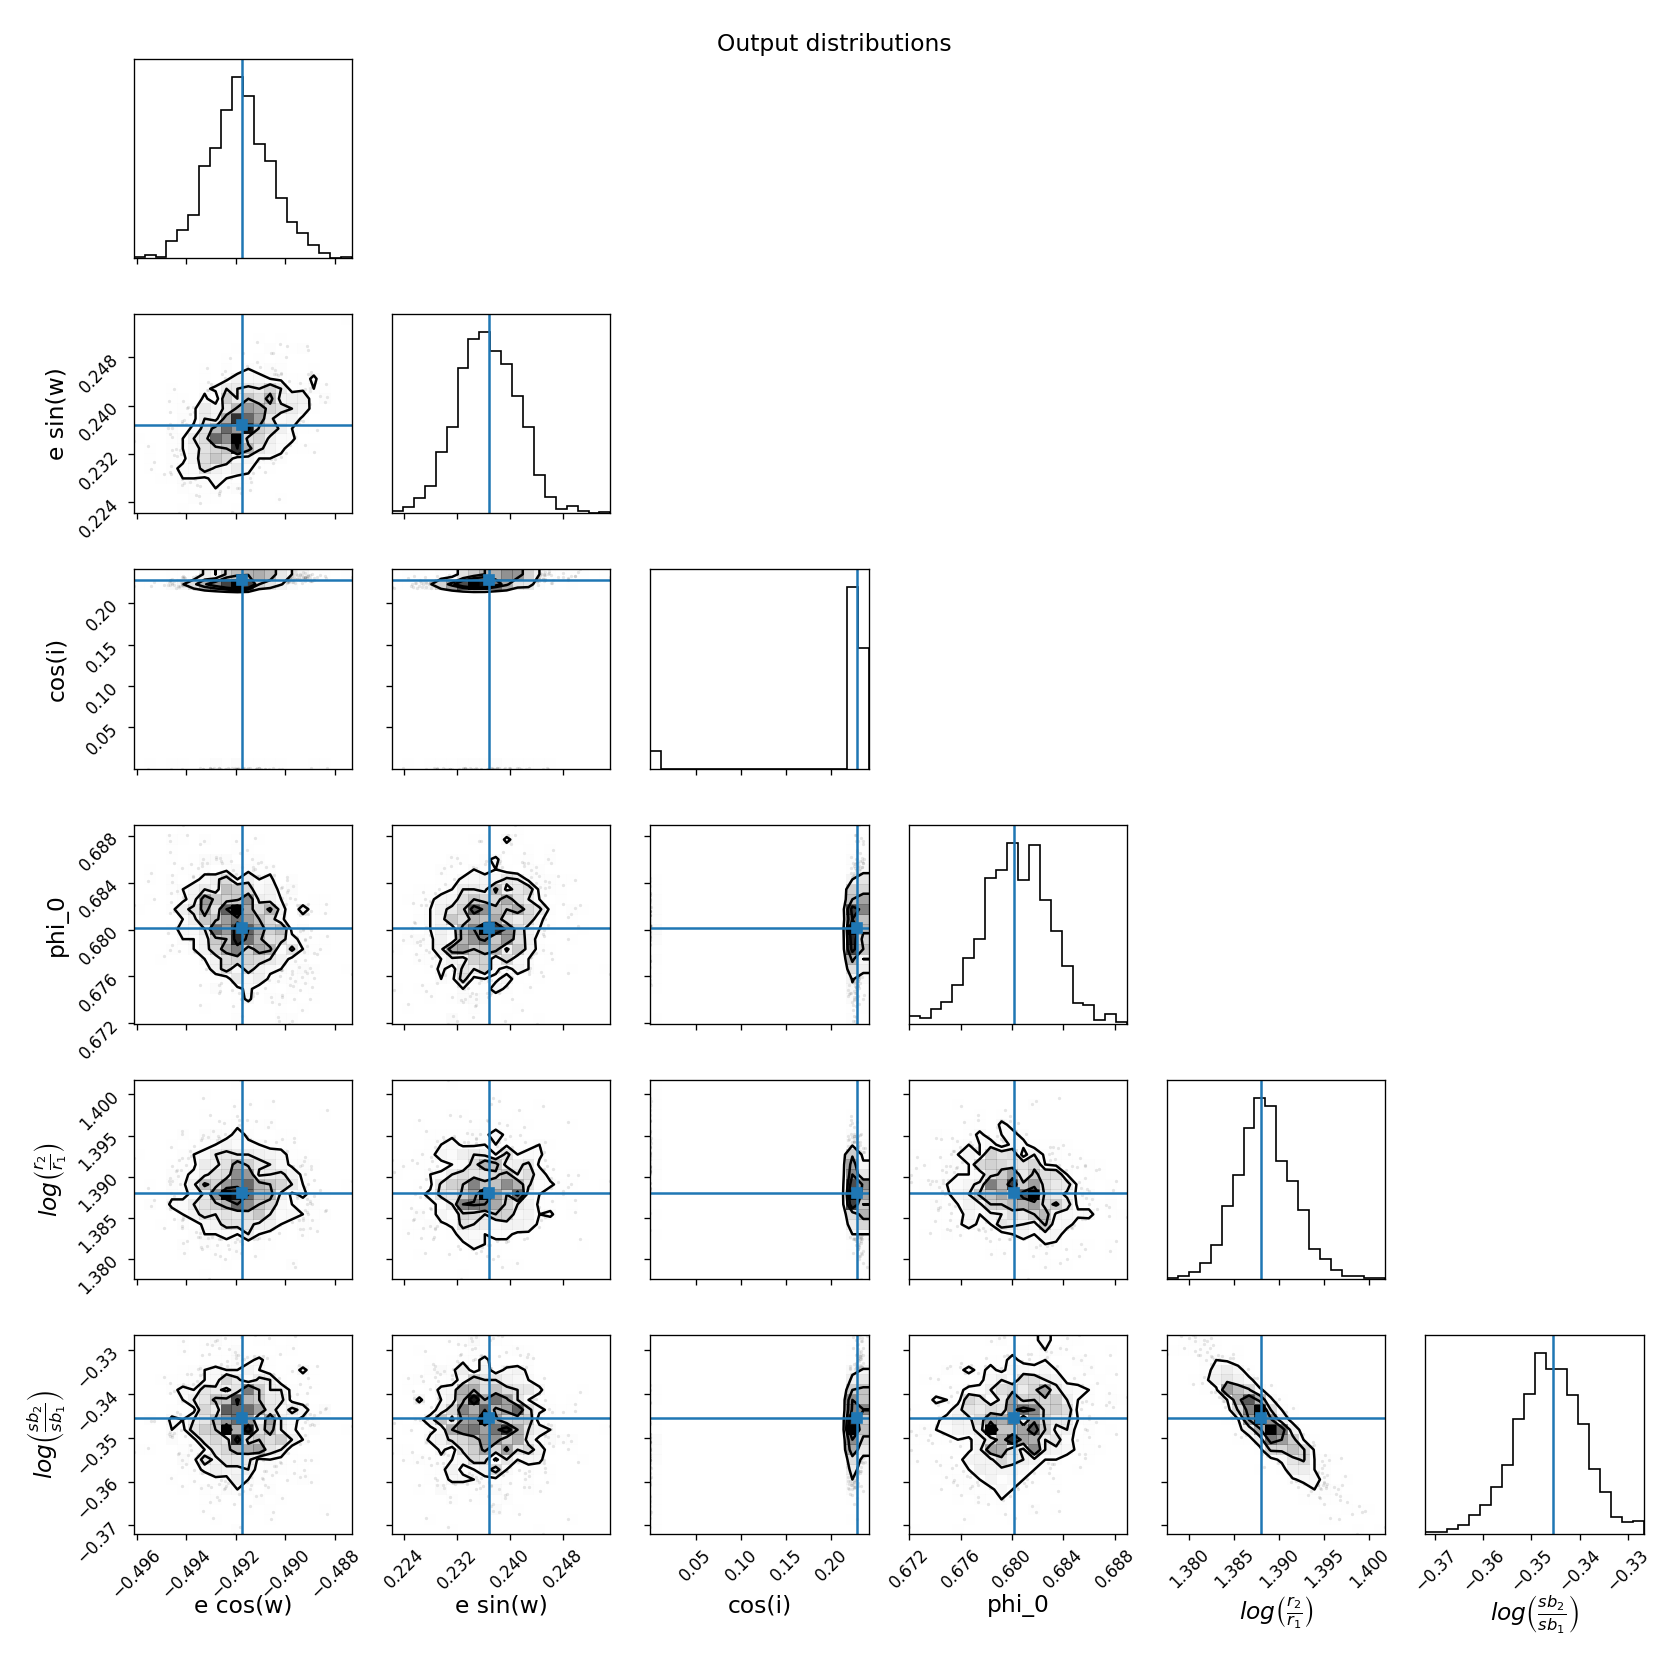 Output distributions
e sin(w)
0.248
0.240
0.232
0.224
cos(i)
0.20
0.15
0.10
0.05
phi_0
0.688
0.684
0.680
0.676
0.672
log(r2/r1)
1.400
1.395
1.390
1.385
1.380
log(sb2/sb1)
−0.33
−0.34
−0.35
−0.36
−0.37
−0.496 −0.494 −0.492 −0.490 −0.488
e cos(w)
0.224 0.232 0.240 0.248
e sin(w)
0.05 0.10 0.15 0.20
cos(i)
0.672 0.676 0.680 0.684 0.688
phi_0
1.380 1.385 1.390 1.395 1.400
log(r2/r1)
−0.37 −0.36 −0.35 −0.34 −0.33
log(sb2/sb1)